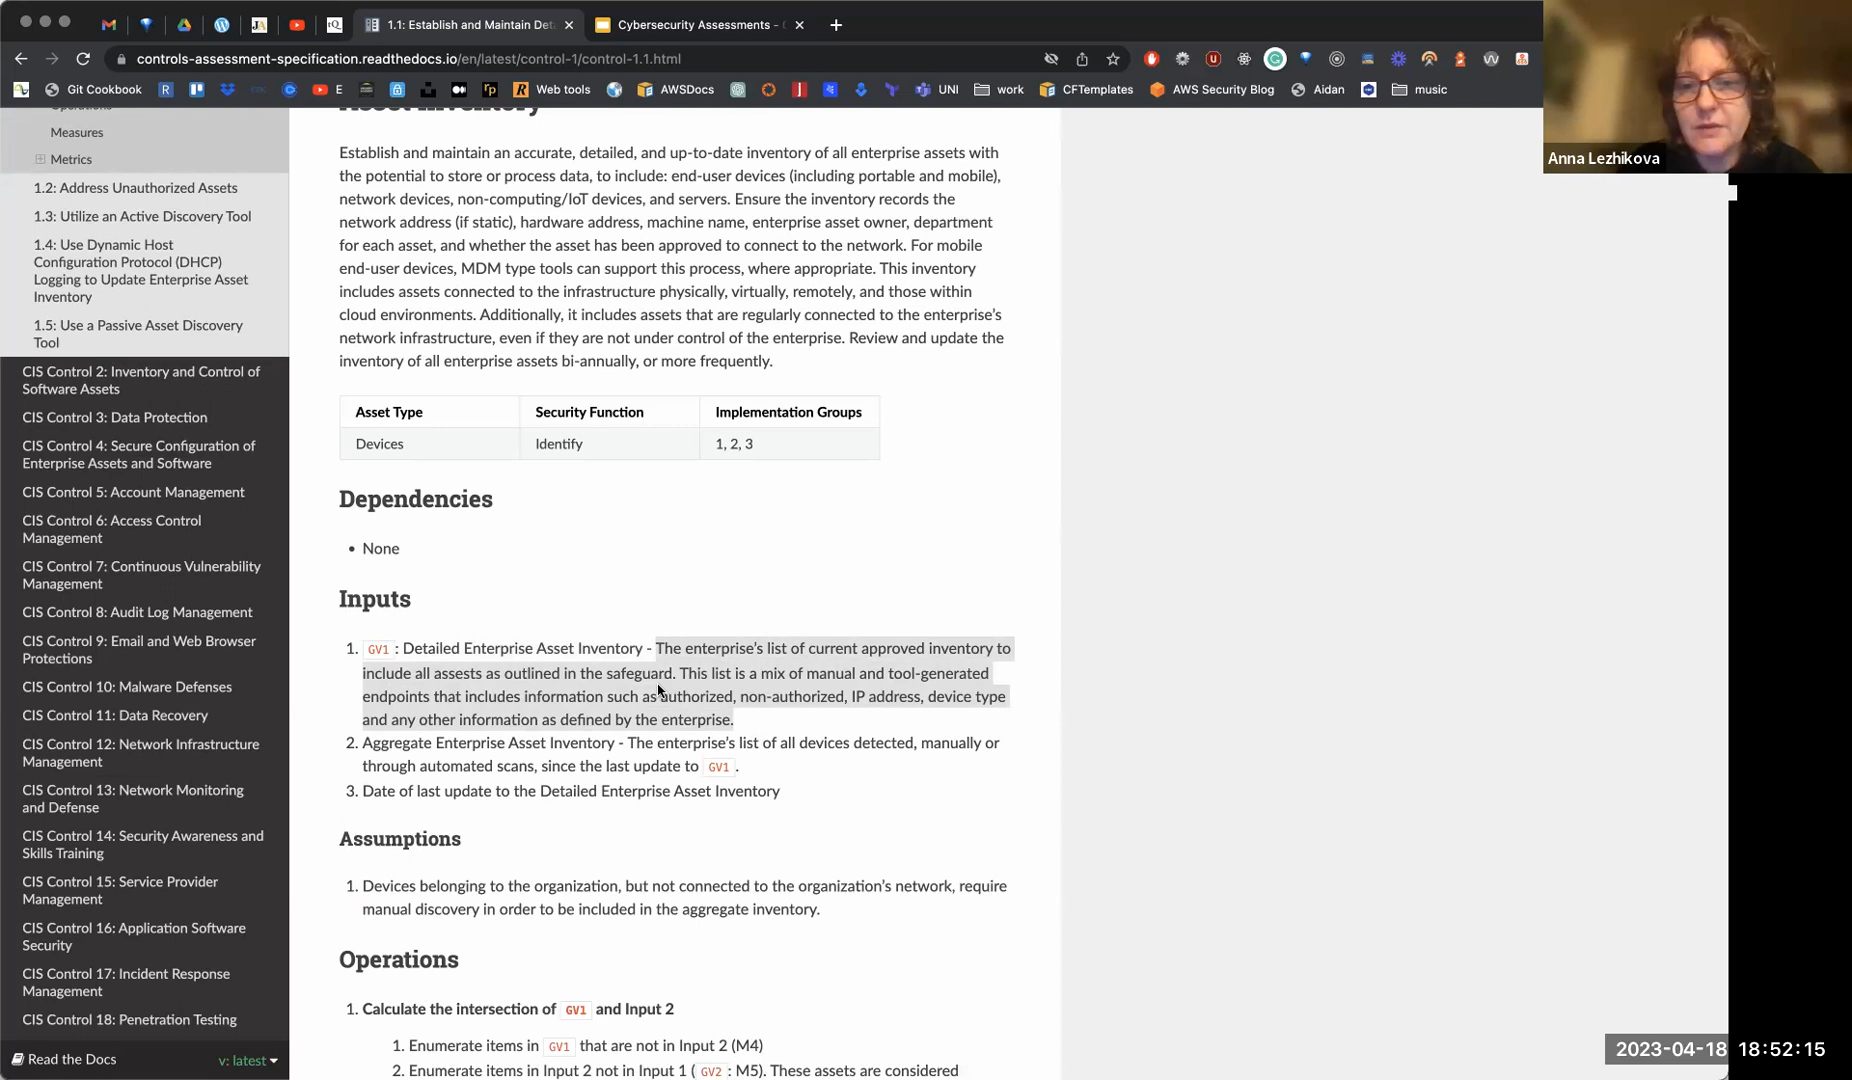 1.1: Establish and Maintain Det
Cybersecurity Assessments -
controls-assessment-specification.readthedocs.io/en/latest/control-1/control-1.1.html
Git Cookbook
E
Web tools
AWSDocs
UNI
work
CFTemplates
AWS Security Blog
Aidan
music
Anna Lezhikova
Operations
Measures
Metrics
1.2: Address Unauthorized Assets
1.3: Utilize an Active Discovery Tool
1.4: Use Dynamic Host
Configuration Protocol (DHCP)
Logging to Update Enterprise Asset
Inventory
1.5: Use a Passive Asset Discovery
Tool
CIS Control 2: Inventory and Control of
Software Assets
CIS Control 3: Data Protection
CIS Control 4: Secure Configuration of
Enterprise Assets and Software
CIS Control 5: Account Management
CIS Control 6: Access Control
Management
CIS Control 7: Continuous Vulnerability
Management
CIS Control 8: Audit Log Management
CIS Control 9: Email and Web Browser
Protections
CIS Control 10: Malware Defenses
CIS Control 11: Data Recovery
CIS Control 12: Network Infrastructure
Management
CIS Control 13: Network Monitoring
and Defense
CIS Control 14: Security Awareness and
Skills Training
CIS Control 15: Service Provider
Management
CIS Control 16: Application Software
Security
CIS Control 17: Incident Response
Management
CIS Control 18: Penetration Testing
Read the Docs
v: latest
Asset Inventory
Establish and maintain an accurate, detailed, and up-to-date inventory of all enterprise assets with
the potential to store or process data, to include: end-user devices (including portable and mobile),
network devices, non-computing/IoT devices, and servers. Ensure the inventory records the
network address (if static), hardware address, machine name, enterprise asset owner, department
for each asset, and whether the asset has been approved to connect to the network. For mobile
end-user devices, MDM type tools can support this process, where appropriate. This inventory
includes assets connected to the infrastructure physically, virtually, remotely, and those within
cloud environments. Additionally, it includes assets that are regularly connected to the enterprise's
network infrastructure, even if they are not under control of the enterprise. Review and update the
inventory of all enterprise assets bi-annually, or more frequently.
Asset Type Security Function Implementation Groups
Devices Identify 1, 2, 3
Dependencies
• None
Inputs
1. GV1 : Detailed Enterprise Asset Inventory - The enterprise's list of current approved inventory to
include all assests as outlined in the safeguard. This list is a mix of manual and tool-generated
endpoints that includes information such as authorized, non-authorized, IP address, device type
and any other information as defined by the enterprise.
2. Aggregate Enterprise Asset Inventory - The enterprise's list of all devices detected, manually or
through automated scans, since the last update to GV1 .
3. Date of last update to the Detailed Enterprise Asset Inventory
Assumptions
1. Devices belonging to the organization, but not connected to the organization's network, require
manual discovery in order to be included in the aggregate inventory.
Operations
1. Calculate the intersection of GV1 and Input 2
1. Enumerate items in GV1 that are not in Input 2 (M4)
2. Enumerate items in Input 2 not in Input 1 ( GV2 : M5). These assets are considered
2023-04-18 18:52:15